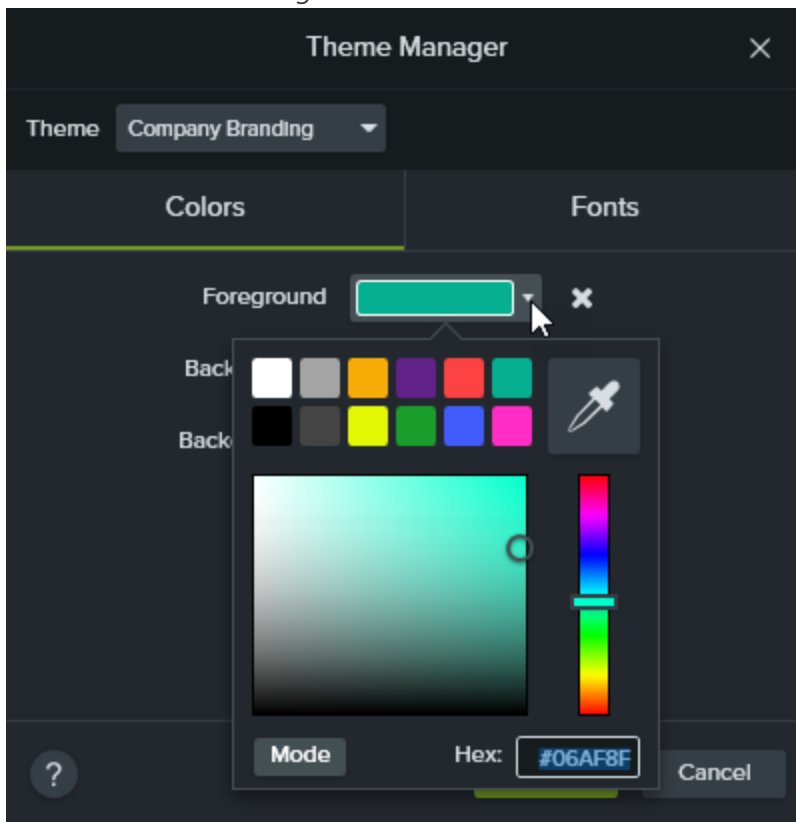 Theme Manager
Theme Company Branding
Colors Fonts
Foreground
Back
Back
Mode Hex: #06AF8F
? Cancel